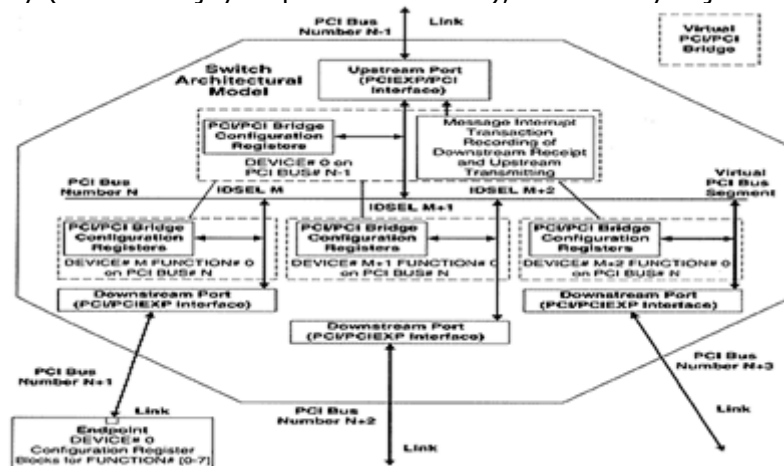 PCI Bus
Number N-1
Link
Virtual
PCI/PCI
Bridge
Switch
Architectural
Model
Upstream Port
(PCIEXP/PCI
Interface)
PCI/PCI Bridge
Configuration
Registers
DEVICE# 0 on
PCI BUS# N-1
Message Interrupt
Transaction
Recording of
Downstream Receipt
and Upstream
Transmitting
PCI Bus
Number N
IDSEL M
IDSEL M+1
IDSEL M+2
Virtual
PCI Bus
Segment
PCI/PCI Bridge
Configuration
Registers
DEVICE# M FUNCTION# 0
on PCI BUS# N
PCI/PCI Bridge
Configuration
Registers
DEVICE# M+1 FUNCTION# 0
on PCI BUS# N
PCI/PCI Bridge
Configuration
Registers
DEVICE# M+2 FUNCTION# 0
on PCI BUS# N
Downstream Port
(PCI/PCIEXP Interface)
Downstream Port
(PCI/PCIEXP Interface)
Downstream Port
(PCI/PCIEXP Interface)
PCI Bus
Number N+1
Link
PCI Bus
Number N+2
Link
PCI Bus
Number N+3
Link
Endpoint
DEVICE# 0
Configuration Register
Blocks for FUNCTION# [0-7]